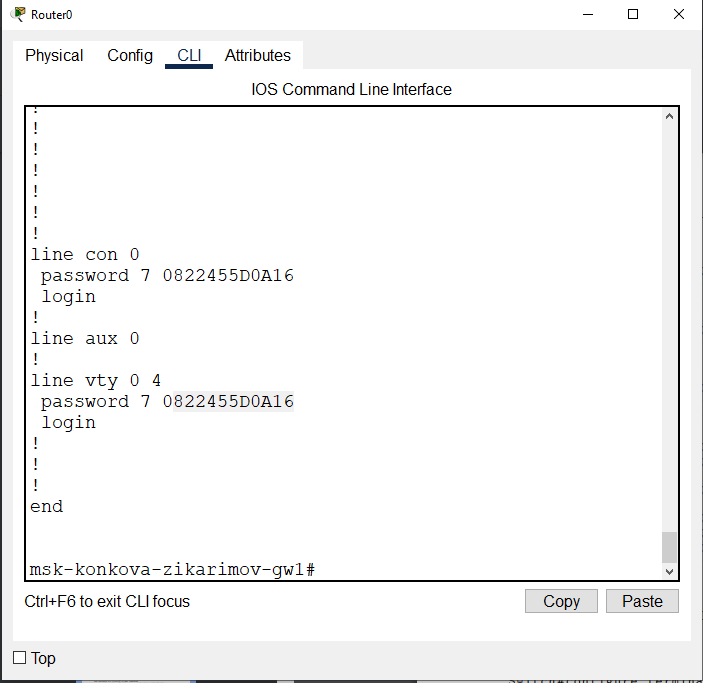 Router0
Physical Config CLI Attributes
IOS Command Line Interface
!
!
!
!
!
!
!
line con 0
 password 7 0822455D0A16
 login
!
line aux 0
!
line vty 0 4
 password 7 0822455D0A16
 login
!
!
!
end
msk-konkova-zikarimov-gw1#
Ctrl+F6 to exit CLI focus
Copy
Paste
Top